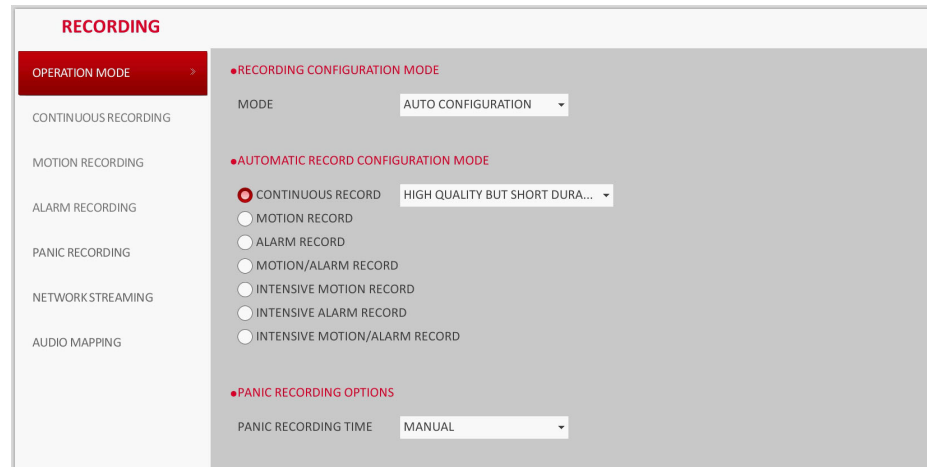 RECORDING
OPERATION MODE >
CONTINUOUS RECORDING
MOTION RECORDING
ALARM RECORDING
PANIC RECORDING
NETWORK STREAMING
AUDIO MAPPING
●RECORDING CONFIGURATION MODE
MODE AUTO CONFIGURATION
●AUTOMATIC RECORD CONFIGURATION MODE
CONTINUOUS RECORD HIGH QUALITY BUT SHORT DURA...
MOTION RECORD
ALARM RECORD
MOTION/ALARM RECORD
INTENSIVE MOTION RECORD
INTENSIVE ALARM RECORD
INTENSIVE MOTION/ALARM RECORD
●PANIC RECORDING OPTIONS
PANIC RECORDING TIME MANUAL